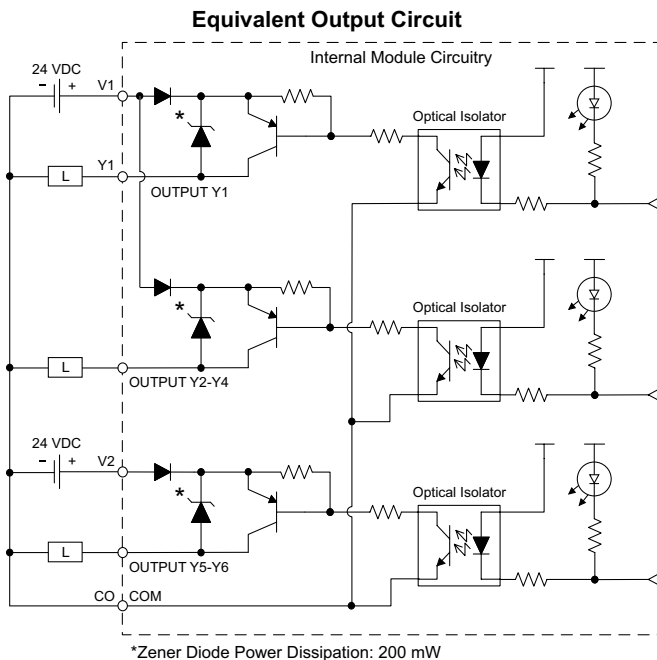 Equivalent Output Circuit
Internal Module Circuitry
24 VDC
- + V1
*
Optical Isolator
L Y1
OUTPUT Y1
*
Optical Isolator
L
OUTPUT Y2-Y4
24 VDC
- + V2
*
Optical Isolator
L
OUTPUT Y5-Y6
CO COM
*Zener Diode Power Dissipation: 200 mW